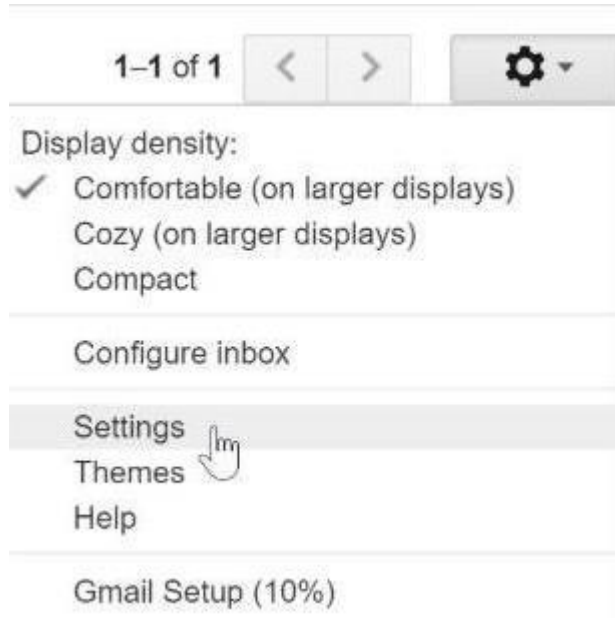 1–1 of 1
Display density:
Comfortable (on larger displays)
Cozy (on larger displays)
Compact
Configure inbox
Settings
Themes
Help
Gmail Setup (10%)